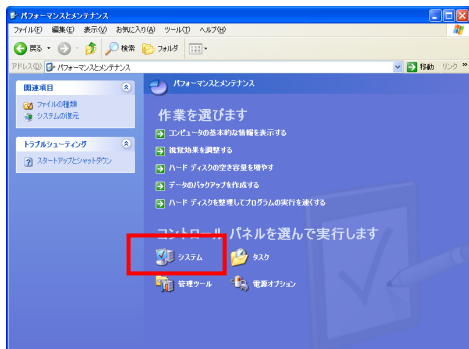 パフォーマンスとメンテナンス
ファイル(F) 編集(E) 表示(V) お気に入り(A) ツール(T) ヘルプ(H)
戻る 検索 フォルダ
アドレス(D) パフォーマンスとメンテナンス 移動 リンク »
関連項目
ファイルの種類
システムの復元
トラブルシューティング
スタートアップとシャットダウン
パフォーマンスとメンテナンス
作業を選びます
コンピュータの基本的な情報を表示する
視覚効果を調整する
ハード ディスクの空き容量を増やす
データのバックアップを作成する
ハード ディスクを整理してプログラムの実行を速くする
コントロール パネルを選んで実行します
システム タスク
管理ツール 電源オプション